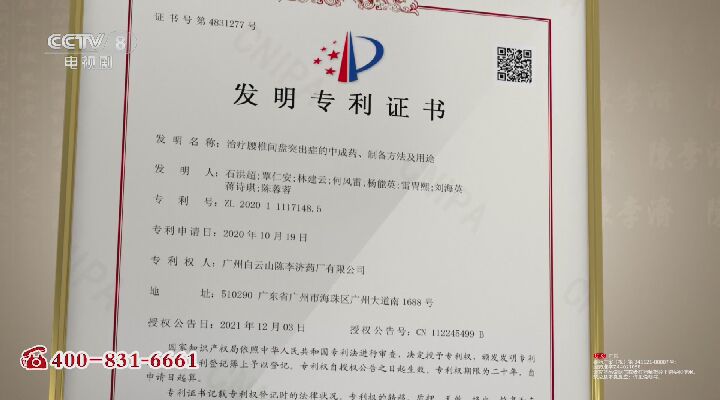 CCTV 8
电视剧
证书号第4831277号
发明专利证书
发 明 名 称：治疗腰椎间盘突出症的中成药、制备方法及用途
发 明 人：石洪超;覃仁安;林建云;何风雷;杨能英;雷胃熙;刘海英
蒋诗琪;陈蓉蓉
专 利 号：ZL 2020 1 1117148.5
专利申请日：2020年10月19日
专 利 权 人：广州白云山陈李济药厂有限公司
地 址：510290 广东省广州市海珠区广州大道南1688号
授权公告日：2021年12月03日 授权公告号：CN 112245499 B
国家知识产权局依照中华人民共和国专利法进行审查，决定授予专利权，颁发发明专利
登记簿上予以登记。专利权自授权公告之日起生效。专利权期限为二十年，自
申请日起算。
专利证书记载专利权登记时的法律状况。专利权的转移、质押、无效、终止、
400-831-6661
CNIPA
陈李济